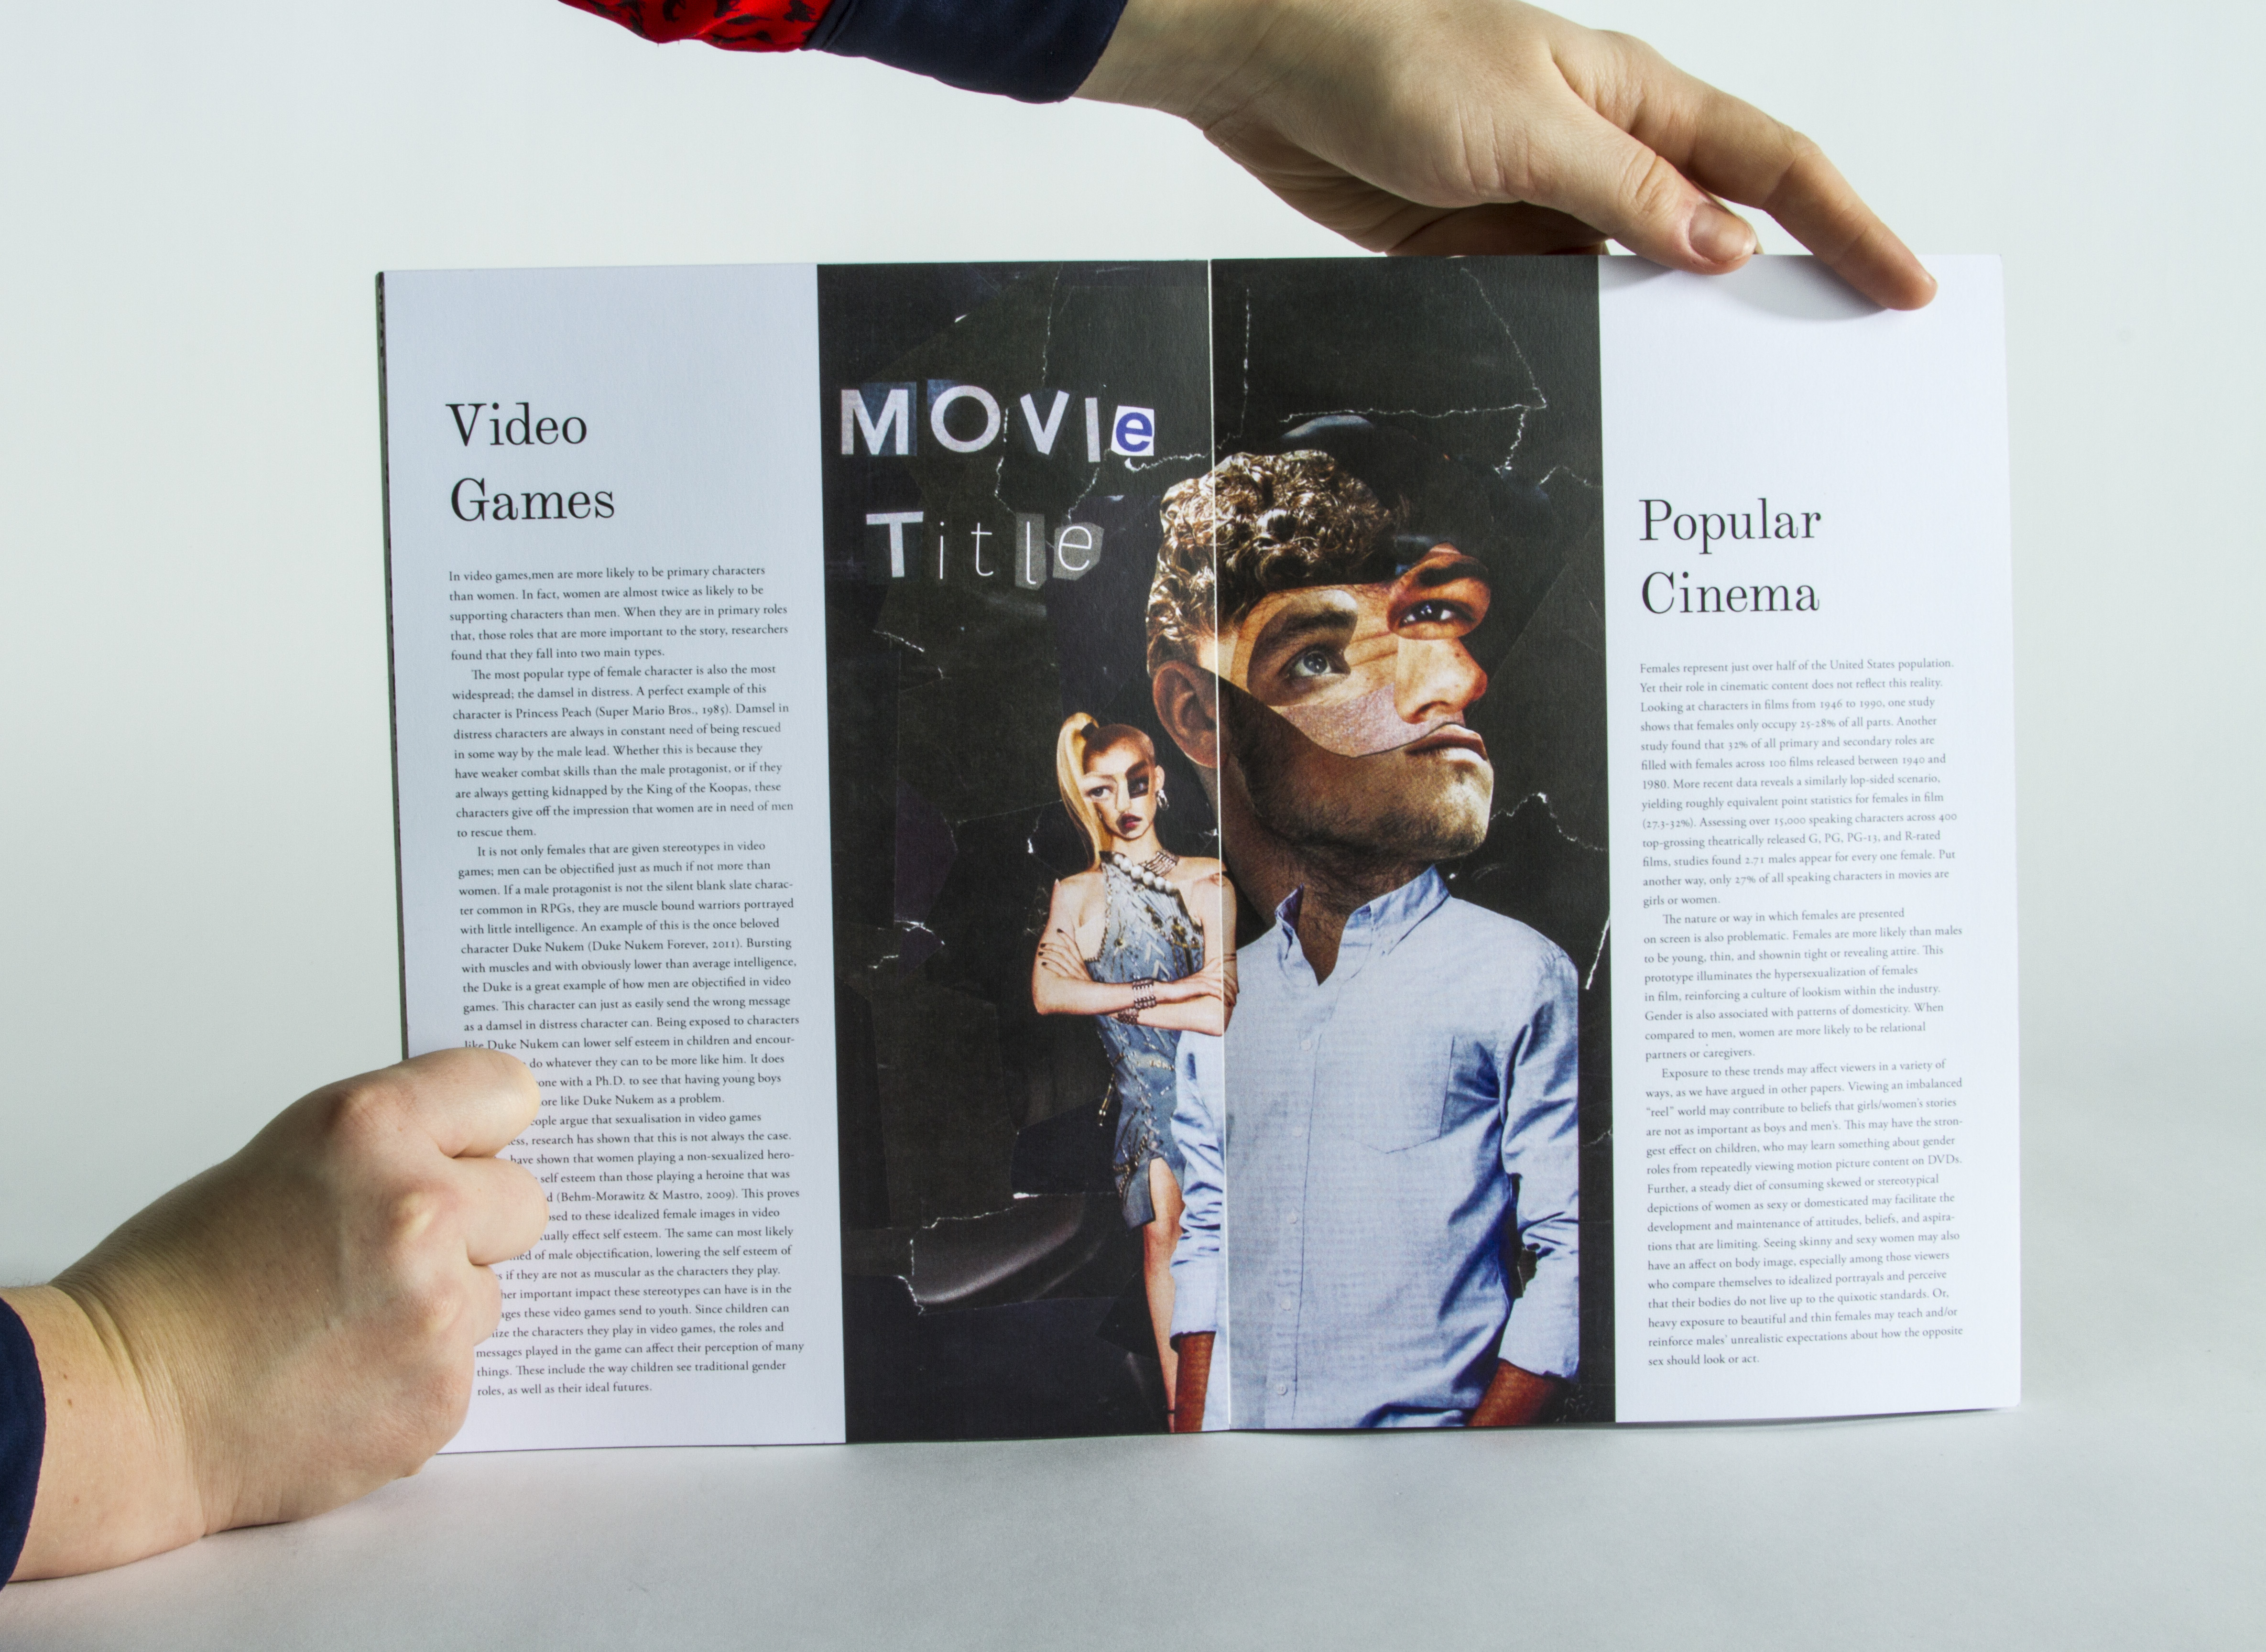 Video
Games
In video games,men are more likely to be primary characters
than women. In fact, women are almost twice as likely to be
supporting characters than men. When they are in primary roles
that, those roles that are more important to the story, researchers
found that they fall into two main types.
The most popular type of female character is also the most
widespread; the damsel in distress. A perfect example of this
character is Princess Peach (Super Mario Bros., 1985). Damsel in
distress characters are always in constant need of being rescued
in some way by the male lead. Whether this is because they
have weaker combat skills than the male protagonist, or if they
are always getting kidnapped by the King of the Koopas, these
characters give off the impression that women are in need of men
to rescue them.
It is not only females that are given stereotypes in video
games; men can be objectified just as much if not more than
women. If a male protagonist is not the silent blank slate charac-
ter common in RPGs, they are muscle bound warriors portrayed
with little intelligence. An example of this is the once beloved
character Duke Nukem (Duke Nukem Forever, 2011). Bursting
with muscles and with obviously lower than average intelligence,
the Duke is a great example of how men are objectified in video
games. This character can just as easily send the wrong message
as a damsel in distress character can. Being exposed to characters
like Duke Nukem can lower self esteem in children and encour-
do whatever they can to be more like him. It does
one with a Ph.D. to see that having young boys
ore like Duke Nukem as a problem.
ople argue that sexualisation in video games
ess, research has shown that this is not always the case.
have shown that women playing a non-sexualized hero-
self esteem than those playing a heroine that was
d (Behm-Morawitz & Mastro, 2009). This proves
sed to these idealized female images in video
ually effect self esteem. The same can most likely
ned of male objectification, lowering the self esteem of
s if they are not as muscular as the characters they play.
her important impact these stereotypes can have is in the
ages these video games send to youth. Since children can
ize the characters they play in video games, the roles and
messages played in the game can affect their perception of many
things. These include the way children see traditional gender
roles, as well as their ideal futures.
MOVIe
Title
Popular
Cinema
Females represent just over half of the United States population.
Yet their role in cinematic content does not reflect this reality.
Looking at characters in films from 1946 to 1990, one study
shows that females only occupy 25-28% of all parts. Another
study found that 32% of all primary and secondary roles are
filled with females across 100 films released between 1940 and
1980. More recent data reveals a similarly lop-sided scenario,
yielding roughly equivalent point statistics for females in film
(27.3-32%). Assessing over 15,000 speaking characters across 400
top-grossing theatrically released G, PG, PG-13, and R-rated
films, studies found 2.71 males appear for every one female. Put
another way, only 27% of all speaking characters in movies are
girls or women.
The nature or way in which females are presented
on screen is also problematic. Females are more likely than males
to be young, thin, and shownin tight or revealing attire. This
prototype illuminates the hypersexualization of females
in film, reinforcing a culture of lookism within the industry.
Gender is also associated with patterns of domesticity. When
compared to men, women are more likely to be relational
partners or caregivers.
Exposure to these trends may affect viewers in a variety of
ways, as we have argued in other papers. Viewing an imbalanced
“reel” world may contribute to beliefs that girls/women’s stories
are not as important as boys and men’s. This may have the stron-
gest effect on children, who may learn something about gender
roles from repeatedly viewing motion picture content on DVDs.
Further, a steady diet of consuming skewed or stereotypical
depictions of women as sexy or domesticated may facilitate the
development and maintenance of attitudes, beliefs, and aspira-
tions that are limiting. Seeing skinny and sexy women may also
have an affect on body image, especially among those viewers
who compare themselves to idealized portrayals and perceive
that their bodies do not live up to the quixotic standards. Or,
heavy exposure to beautiful and thin females may teach and/or
reinforce males’ unrealistic expectations about how the opposite
sex should look or act.